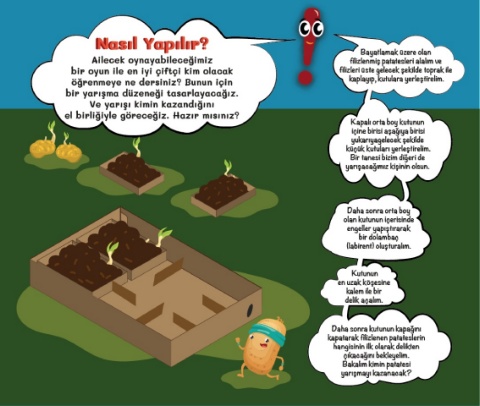 Nasıl Yapılır?
Ailecek oynayabileceğimiz
bir oyun ile en iyi çiftçi kim olacak
öğrenmeye ne dersiniz? Bunun için
bir yarışma düzeneği tasarlayacağız.
Ve yarışı kimin kazandığını
el birliğiyle göreceğiz. Hazır mısınız?
Bayatlamak üzere olan
filizlenmiş patatesleri alalım ve
filizleri üste gelecek şekilde toprak ile
kaplayıp, kutulara yerleştirelim.
Kapalı orta boy kutunun
içine birisi aşağıya birisi
yukarıyagelecek şekilde
küçük kutuları yerleştirelim.
Bir tanesi bizim diğeri de
yarışacağımız kişinin olsun.
Daha sonra orta boy
olan kutunun içerisinde
engeller yapıştırarak
bir dolambaç
(labirent) oluşturalım.
Kutunun
en uzak köşesine
kalem ile bir
delik açalım.
Daha sonra kutunun kapağını
kapatarak filizlenen patateslerin
hangisinin ilk olarak delikten
çıkacağını bekleyelim.
Bakalım kimin patatesi
yarışmayı kazanacak?